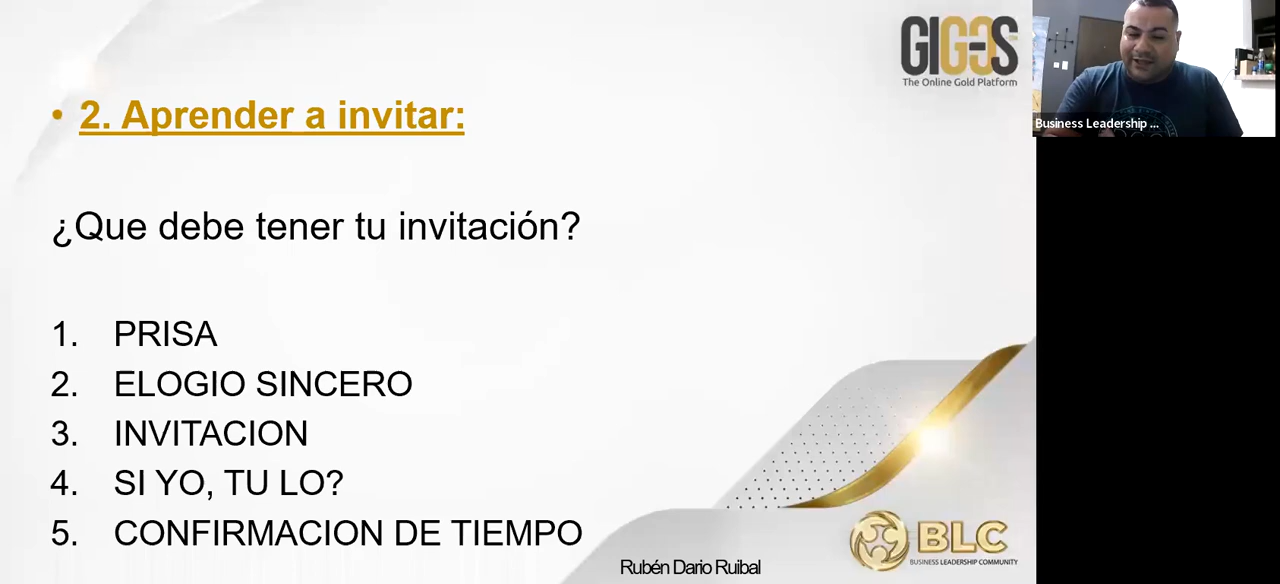 GIGOS
The Online Gold Platform
Business Leadership ...
• 2. Aprender a invitar:
¿Que debe tener tu invitación?
1. PRISA
2. ELOGIO SINCERO
3. INVITACION
4. SI YO, TU LO?
5. CONFIRMACION DE TIEMPO
BLC
BUSINESS LEADERSHIP COMMUNITY
Rubén Dario Ruibal